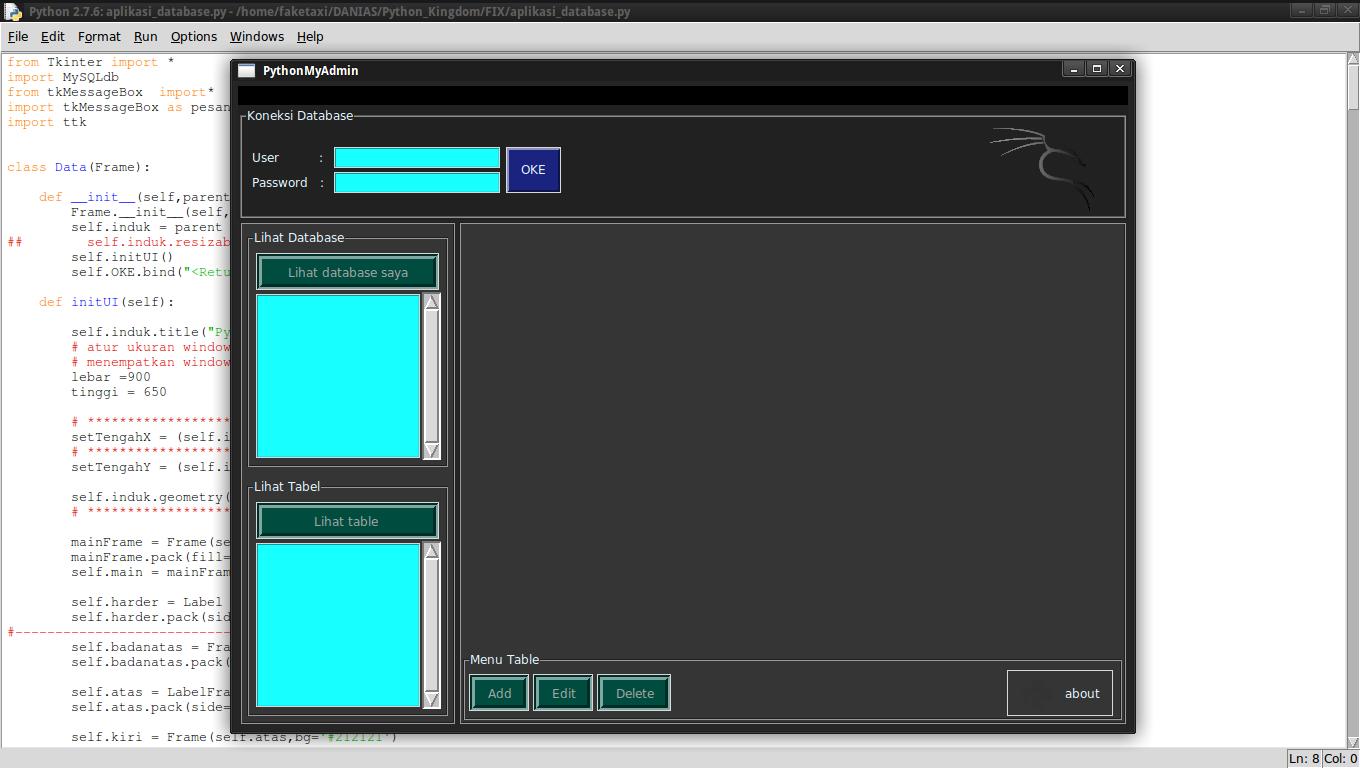 Python 2.7.6: aplikasi_database.py - /home/faketaxi/DANIAS/Python_Kingdom/FIX/aplikasi_database.py
File Edit Format Run Options Windows Help
from Tkinter import *
import MySQLdb
from tkMessageBox  import*
import tkMessageBox as pesan
import ttk
class Data(Frame):
    def __init__(self,parent
        Frame.__init__(self,
        self.induk = parent
##        self.induk.resizab
        self.initUI()
        self.OKE.bind("<Retu
    def initUI(self):
        self.induk.title("Py
        # atur ukuran window
        # menempatkan window
        lebar =900
        tinggi = 650
        # ******************
        setTengahX = (self.i
        # ******************
        setTengahY = (self.i
        self.induk.geometry(
        # ******************
        mainFrame = Frame(se
        mainFrame.pack(fill=
        self.main = mainFram
        self.harder = Label
        self.harder.pack(sid
#---------------------------
        self.badanatas = Fra
        self.badanatas.pack(
        self.atas = LabelFra
        self.atas.pack(side=
        self.kiri = Frame(self.atas,bg='#212121')
PythonMyAdmin
Koneksi Database
User :
Password :
OKE
Lihat Database
Lihat database saya
Lihat Tabel
Lihat table
Menu Table
Add Edit Delete about
Ln: 8 Col: 0